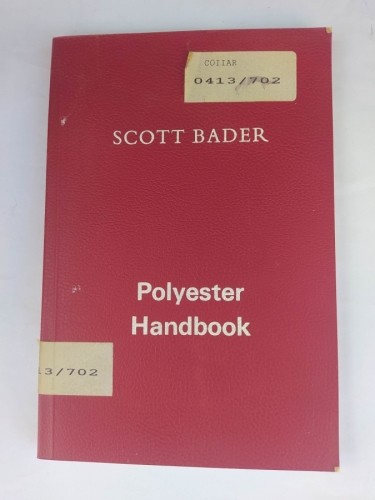 COIIAR
0413/702
SCOTT BADER
Polyester
Handbook
13/702